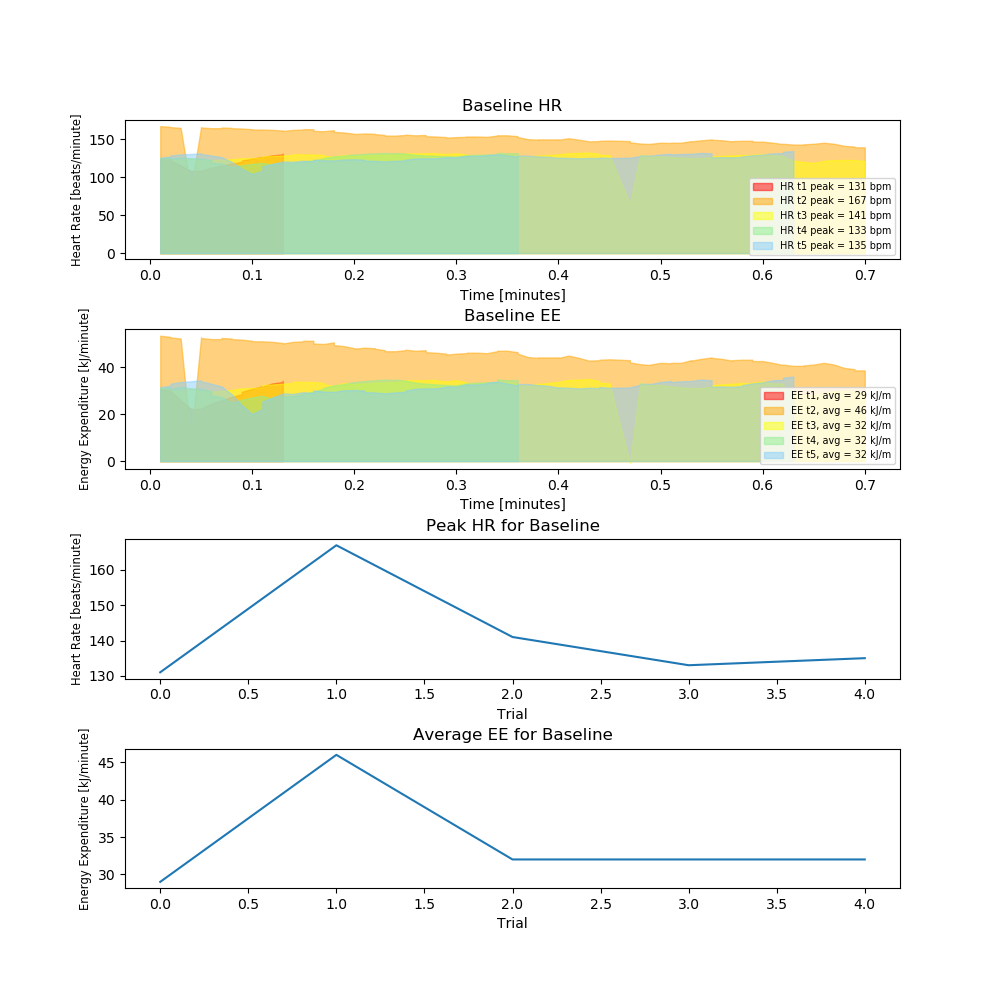 Baseline HR
Heart Rate [beats/minute]
150
100
50
0
HR t1 peak = 131 bpm
HR t2 peak = 167 bpm
HR t3 peak = 141 bpm
HR t4 peak = 133 bpm
HR t5 peak = 135 bpm
0.0 0.1 0.2 0.3 0.4 0.5 0.6 0.7
Time [minutes]
Baseline EE
Energy Expenditure [kJ/minute]
40
20
0
EE t1, avg = 29 kJ/m
EE t2, avg = 46 kJ/m
EE t3, avg = 32 kJ/m
EE t4, avg = 32 kJ/m
EE t5, avg = 32 kJ/m
0.0 0.1 0.2 0.3 0.4 0.5 0.6 0.7
Time [minutes]
Peak HR for Baseline
Heart Rate [beats/minute]
160
150
140
130
0.0 0.5 1.0 1.5 2.0 2.5 3.0 3.5 4.0
Trial
Average EE for Baseline
Energy Expenditure [kJ/minute]
45
40
35
30
0.0 0.5 1.0 1.5 2.0 2.5 3.0 3.5 4.0
Trial